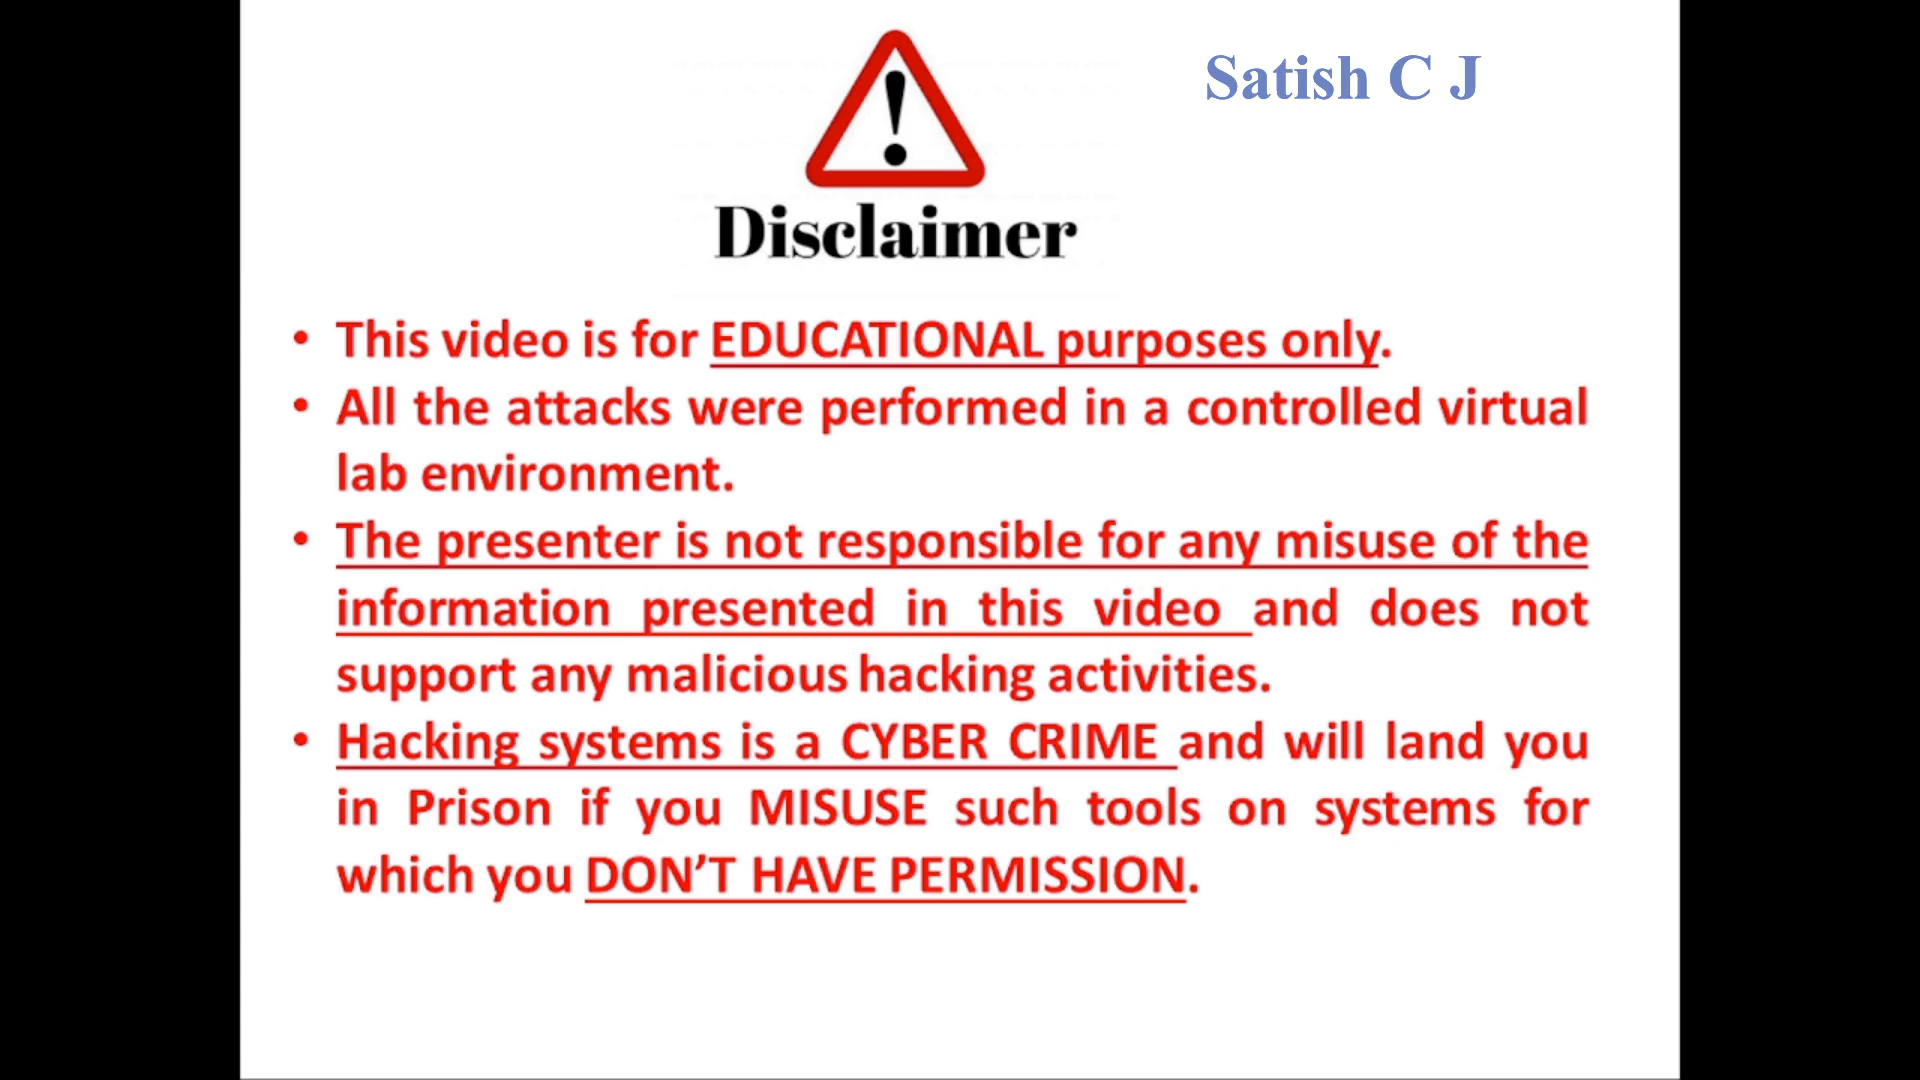 Satish C J
Disclaimer
• This video is for EDUCATIONAL purposes only.
• All the attacks were performed in a controlled virtual
lab environment.
• The presenter is not responsible for any misuse of the
information presented in this video and does not
support any malicious hacking activities.
• Hacking systems is a CYBER CRIME and will land you
in Prison if you MISUSE such tools on systems for
which you DON’T HAVE PERMISSION.